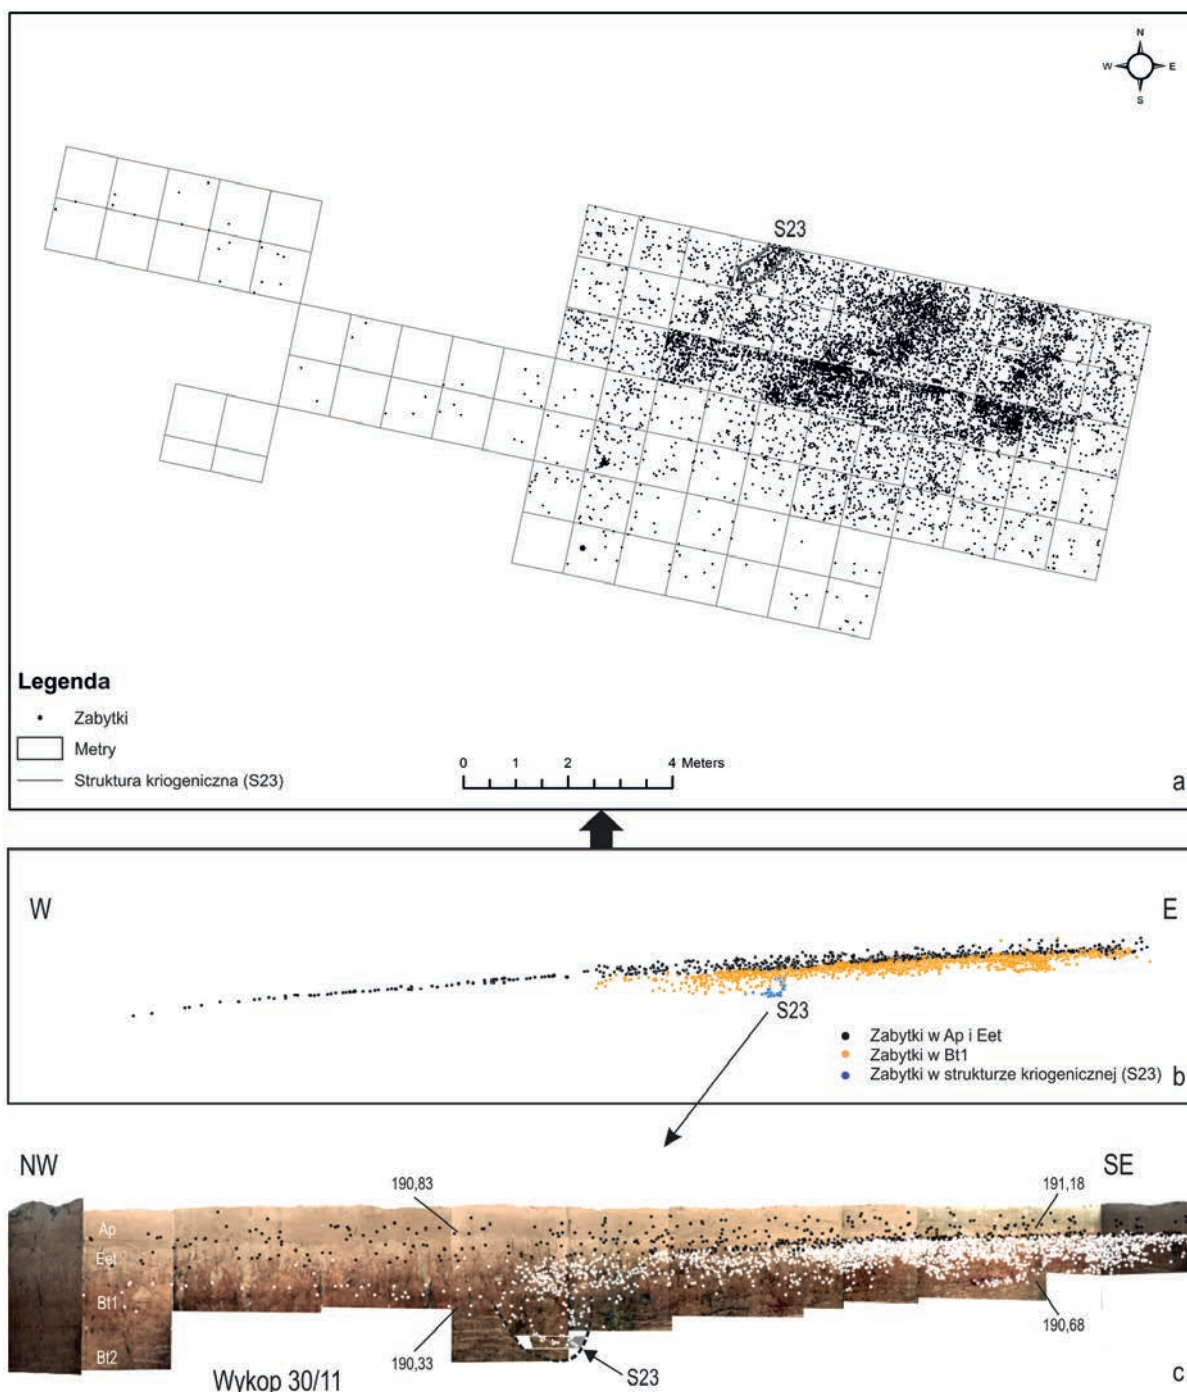 N
W E
S
S23
Legenda
Zabytki
Metry
Struktura kriogeniczna (S23)
0 1 2 4 Meters
a
W E
S23
Zabytki w Ap i Eet
Zabytki w Bt1
Zabytki w strukturze kriogenicznej (S23)
b
NW SE
190,83 191,18
Ap
Eet
Bt1
Bt2
190,33 190,68
S23
Wykop 30/11
c